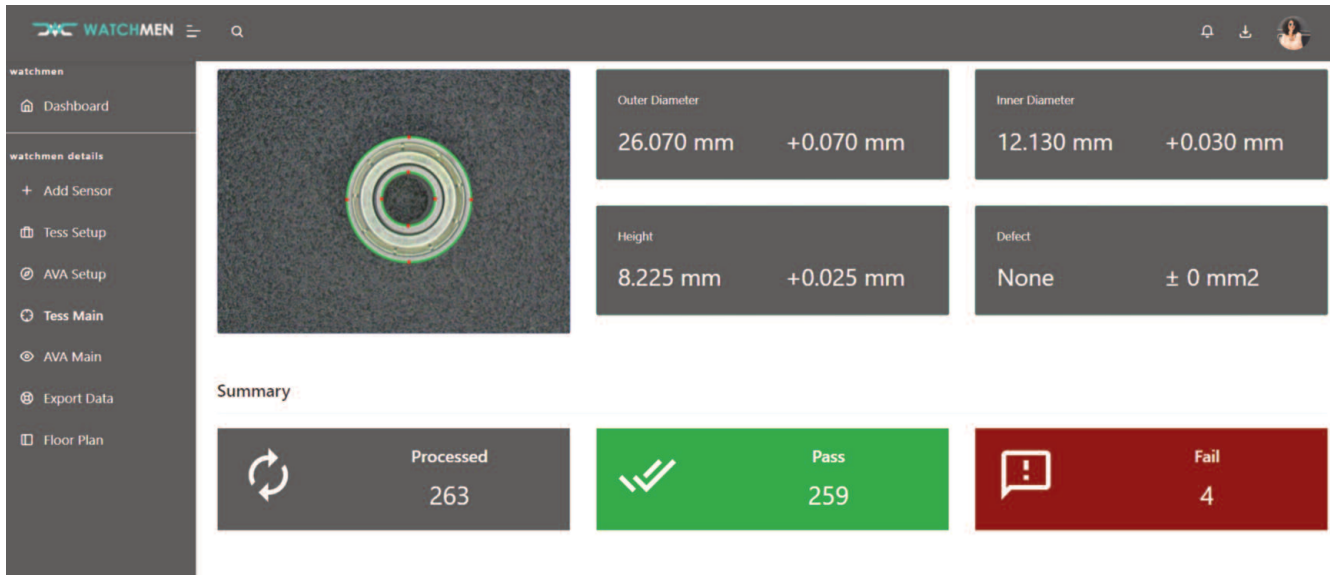 WATCHMEN
watchmen
Dashboard
watchmen details
Add Sensor
Tess Setup
AVA Setup
Tess Main
AVA Main
Export Data
Floor Plan
Outer Diameter
26.070 mm +0.070 mm
Inner Diameter
12.130 mm +0.030 mm
Height
8.225 mm +0.025 mm
Defect
None ± 0 mm2
Summary
Processed
263
Pass
259
Fail
4